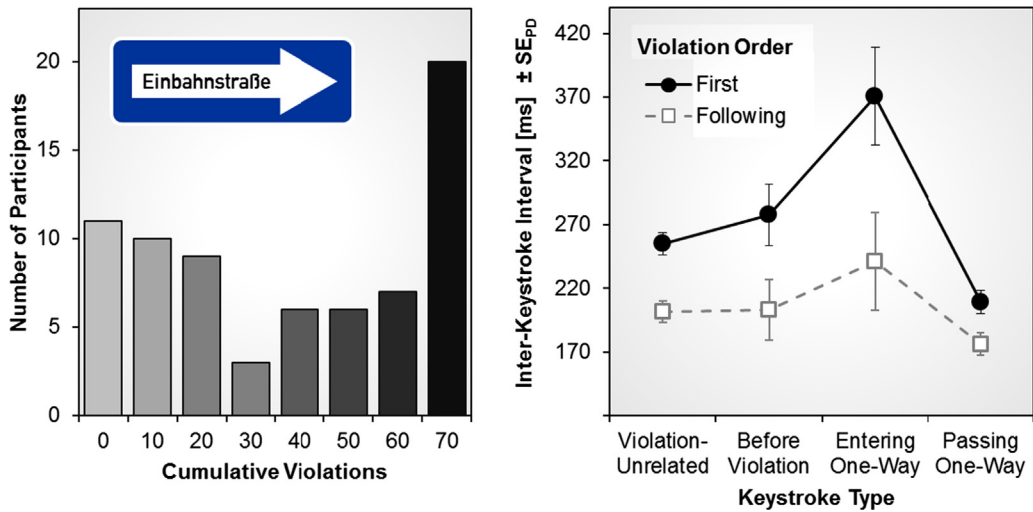 Number of Participants
20
15
10
5
0
Einbahnstraße
0 10 20 30 40 50 60 70
Cumulative Violations
Inter-Keystroke Interval [ms] ± SE_PD
420
370
320
270
220
170
Violation Order
First
Following
Violation-Unrelated
Before Violation
Entering One-Way
Passing One-Way
Keystroke Type